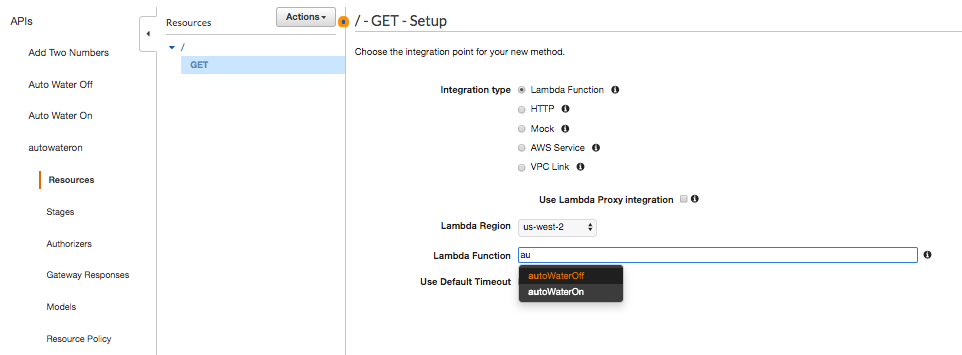 APIs
Add Two Numbers
Auto Water Off
Auto Water On
autowateron
Resources
Stages
Authorizers
Gateway Responses
Models
Resource Policy
Resources
Actions
/
GET
/ - GET - Setup
Choose the integration point for your new method.
Integration type
Lambda Function
HTTP
Mock
AWS Service
VPC Link
Use Lambda Proxy integration
Lambda Region us-west-2
Lambda Function au
autoWaterOff
autoWaterOn
Use Default Timeout